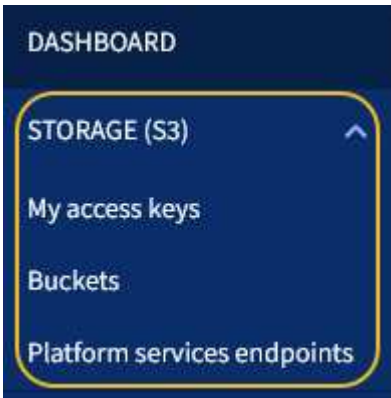 DASHBOARD
STORAGE (S3)
My access keys
Buckets
Platform services endpoints